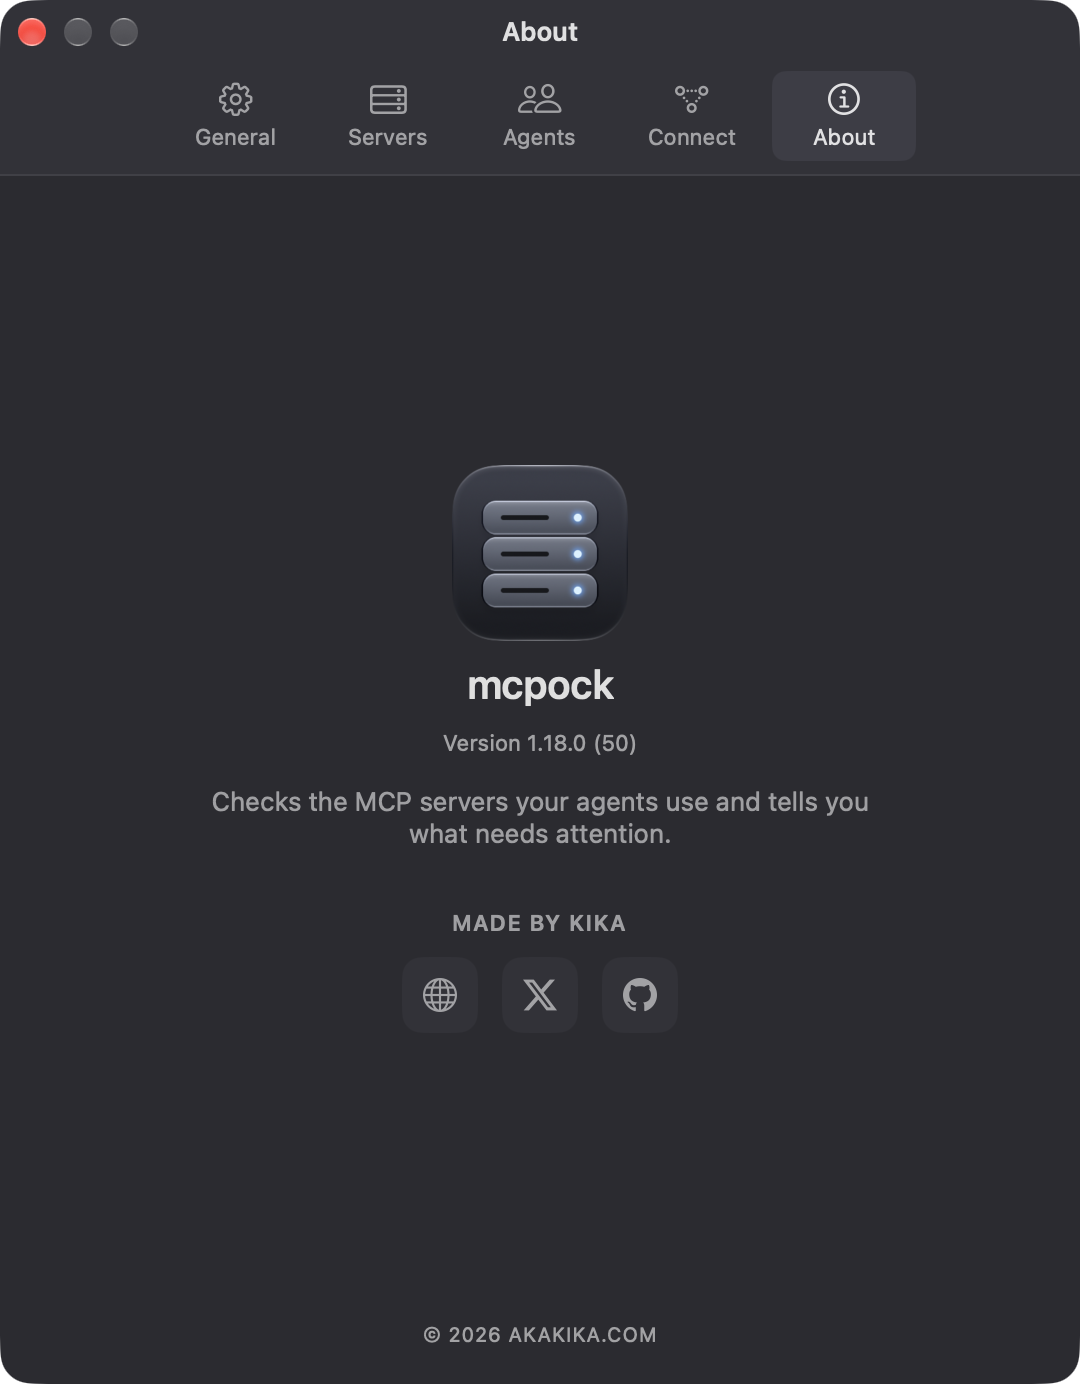 About
General
Servers
Agents
Connect
About
mcpock
Version 1.18.0 (50)
Checks the MCP servers your agents use and tells you
what needs attention.
MADE BY KIKA
© 2026 AKAKIKA.COM